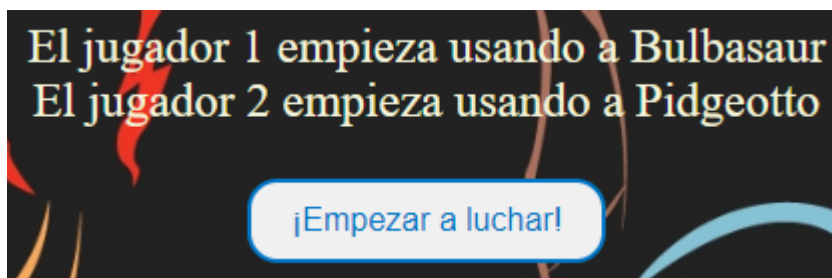 El jugador 1 empieza usando a Bulbasaur
El jugador 2 empieza usando a Pidgeotto
¡Empezar a luchar!